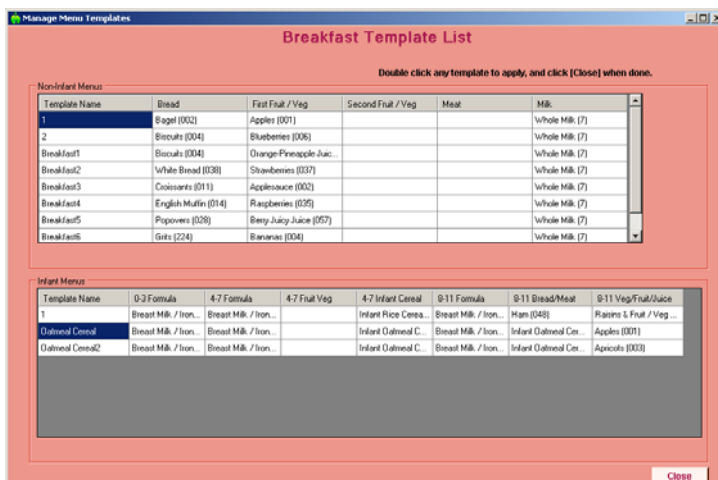 Manage Menu Templates
Breakfast Template List
Double click any template to apply, and click [Close] when done.
Non-Infant Menus
Template Name Bread First Fruit / Veg Second Fruit / Veg Meat Milk
1 Bagel (002) Apples (001) Whole Milk (7)
2 Biscuits (004) Blueberries (006) Whole Milk (7)
Breakfast1 Biscuits (004) Orange-Pineapple Juic... Whole Milk (7)
Breakfast2 White Bread (038) Strawberries (037) Whole Milk (7)
Breakfast3 Croissants (011) Applesauce (002) Whole Milk (7)
Breakfast4 English Muffin (014) Raspberries (035) Whole Milk (7)
Breakfast5 Popovers (028) Berry Juicy Juice (057) Whole Milk (7)
Breakfast6 Grits (224) Bananas (004) Whole Milk (7)
Infant Menus
Template Name 0-3 Formula 4-7 Formula 4-7 Fruit Veg 4-7 Infant Cereal 8-11 Formula 8-11 Bread/Meat 8-11 Veg/Fruit/Juice
1 Breast Milk / Iron... Breast Milk / Iron... Infant Rice Cerea... Breast Milk / Iron... Ham (048) Raisins & Fruit / Veg ...
Oatmeal Cereal Breast Milk / Iron... Breast Milk / Iron... Infant Oatmeal C... Breast Milk / Iron... Infant Oatmeal Cer... Apples (001)
Oatmeal Cereal2 Breast Milk / Iron... Breast Milk / Iron... Infant Oatmeal C... Breast Milk / Iron... Infant Oatmeal Cer... Apricots (003)
Close